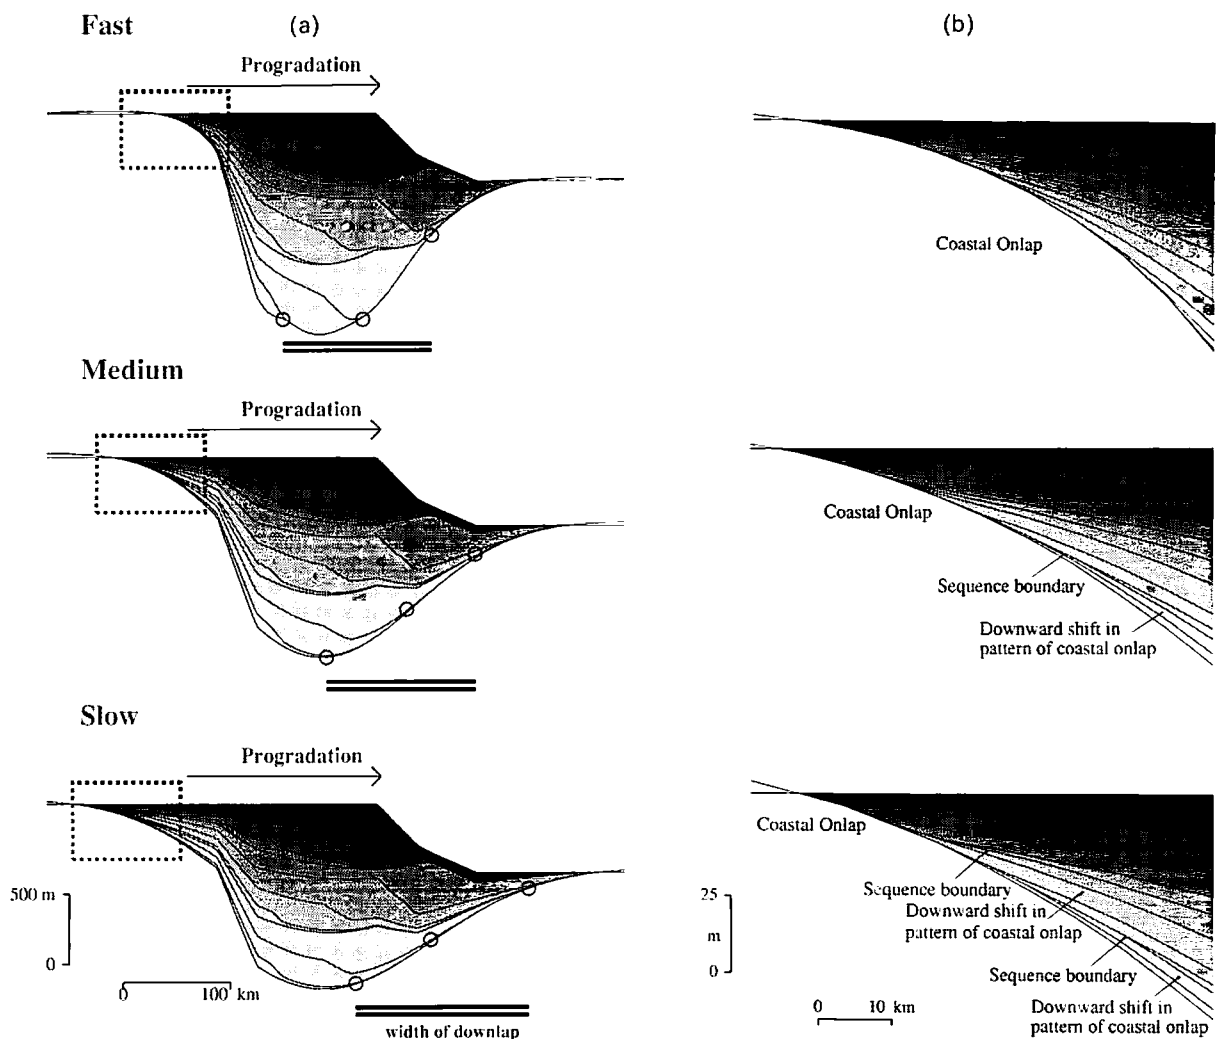 Fast
(a)
(b)
Progradation
Coastal Onlap
Medium
Progradation
Coastal Onlap
Sequence boundary
Downward shift in
pattern of coastal onlap
Slow
Progradation
Coastal Onlap
500 m
0
0 100 km
width of downlap
Sequence boundary
Downward shift in
pattern of coastal onlap
25
m
0
Sequence boundary
0 10 km
Downward shift in
pattern of coastal onlap